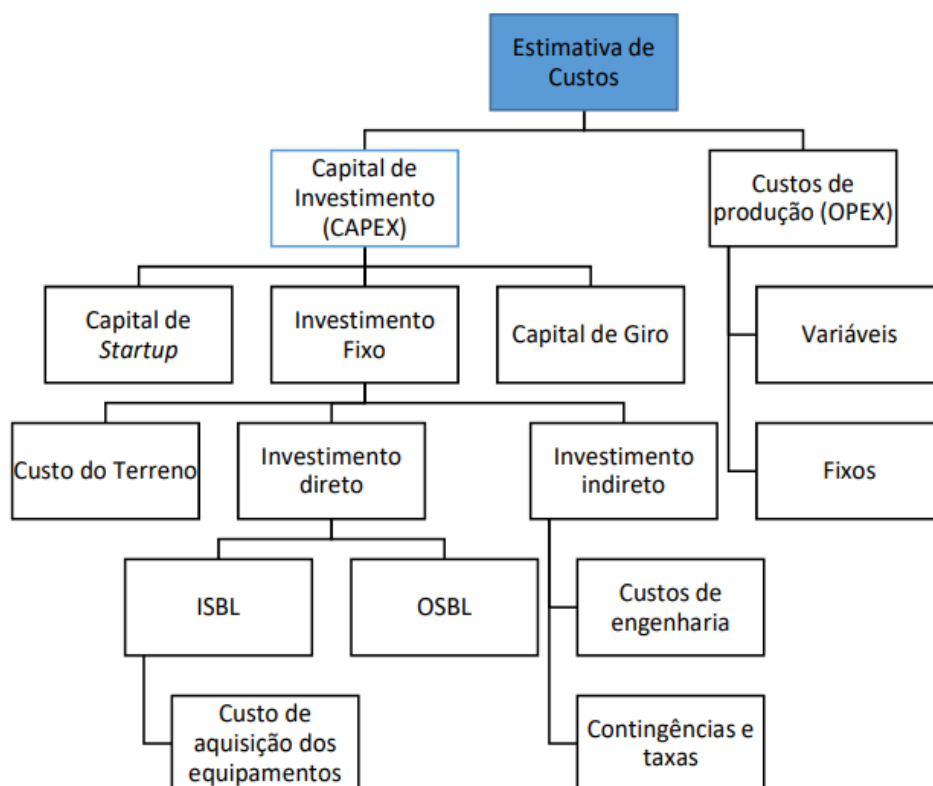 Estimativa de
Custos
Capital de
Investimento
(CAPEX)
Custos de
produção (OPEX)
Capital de
Startup
Investimento
Fixo
Capital de Giro
Variáveis
Custo do Terreno
Investimento
direto
Investimento
indireto
Fixos
ISBL
OSBL
Custos de
engenharia
Custo de
aquisição dos
equipamentos
Contingências e
taxas